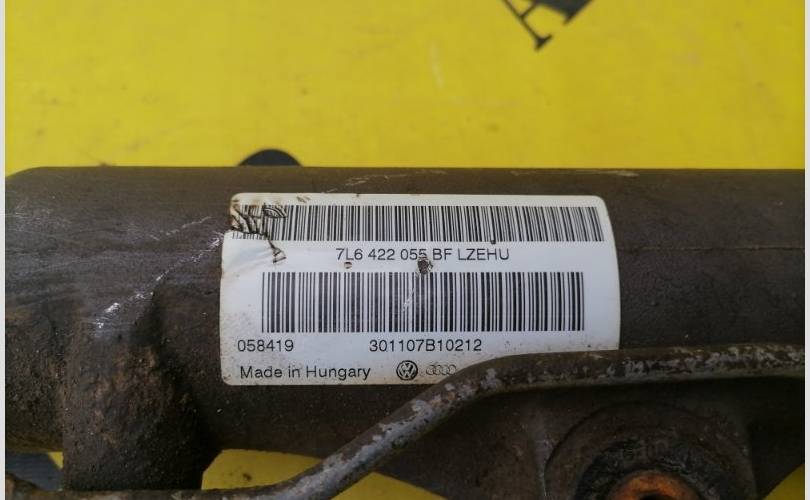 7L6 422 055 BF LZEHU
058419 301107B10212
Made in Hungary